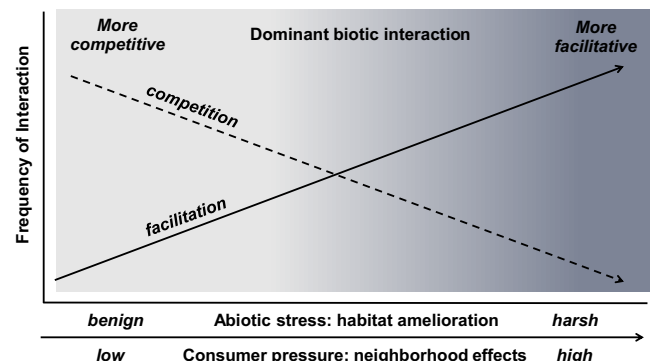 More
competitive
Dominant biotic interaction
More
facilitative
competition
facilitation
Frequency of Interaction
benign Abiotic stress: habitat amelioration harsh
low Consumer pressure: neighborhood effects high